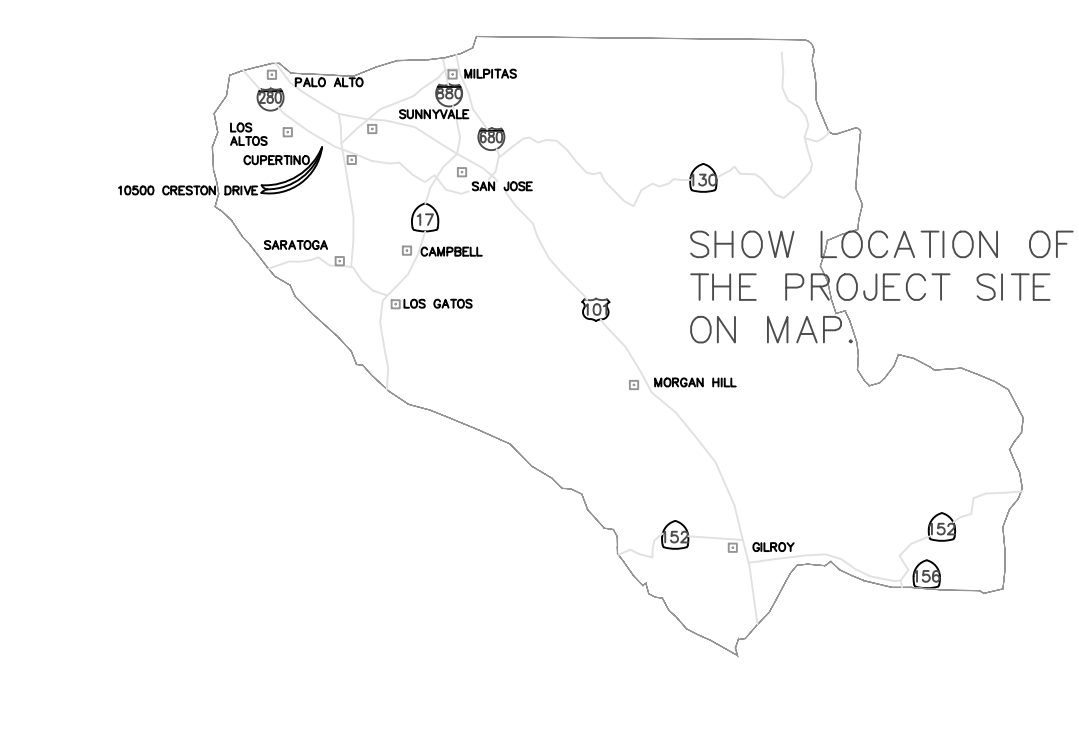 MILPITAS
PALO ALTO
280
880
SUNNYVALE
LOS
ALTOS
680
CUPERTINO
10500 CRESTON DRIVE
SAN JOSE
130
17
SARATOGA
CAMPBELL
SHOW LOCATION OF
THE PROJECT SITE
ON MAP.
LOS GATOS
101
MORGAN HILL
152
GILROY
152
156